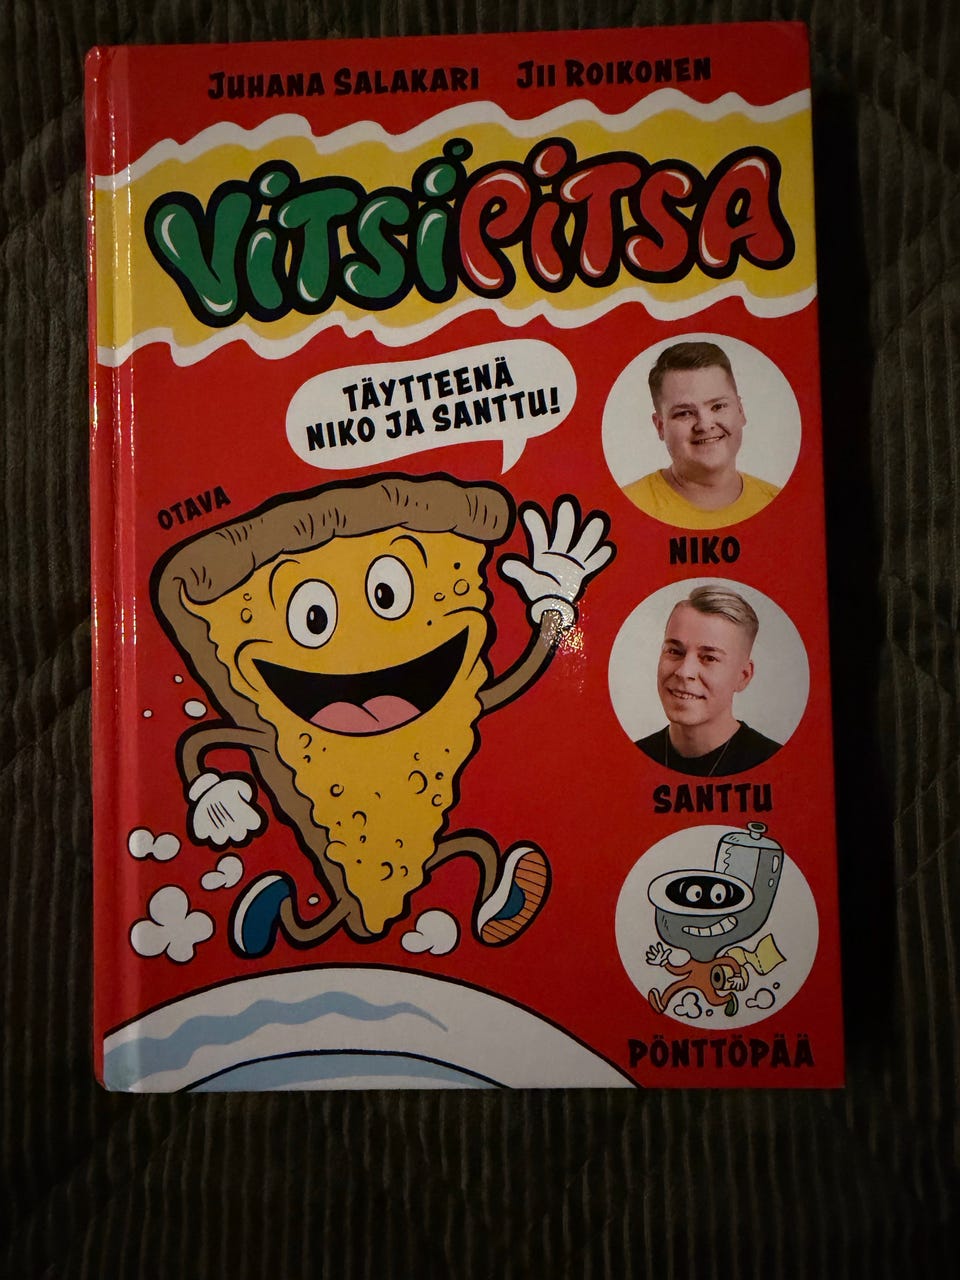 JUHANA SALAKARI JII ROIKONEN
VITSIPITSA
TÄYTTEENÄ
NIKO JA SANTTU!
OTAVA
NIKO
SANTTU
PÖNTTÖPÄÄ